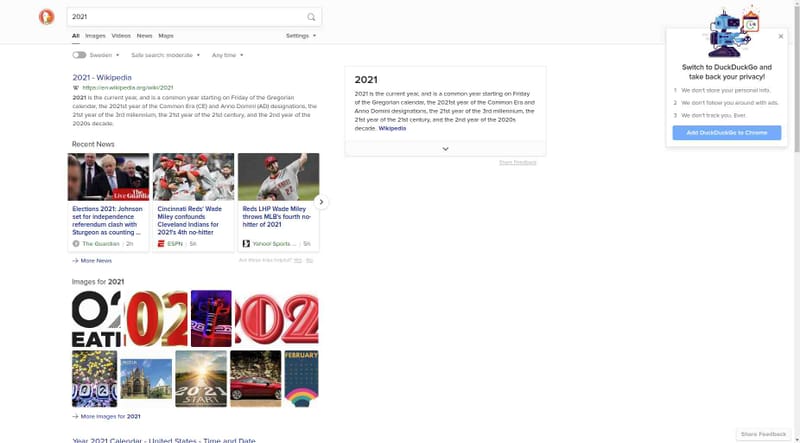 2021
All Images Videos News Maps Settings
Sweden Safe search: moderate Any time
2021 - Wikipedia
https://en.wikipedia.org/wiki/2021
2021 is the current year, and is a common year starting on Friday of the Gregorian
calendar, the 2021st year of the Common Era (CE) and Anno Domini (AD) designations, the
21st year of the 3rd millennium, the 21st year of the 21st century, and the 2nd year of the
2020s decade.
Recent News
The Guardian
Elections 2021: Johnson
set for independence
referendum clash with
Sturgeon as counting ...
The Guardian | 2h
Cincinnati Reds' Wade
Miley confounds
Cleveland Indians for
2021's 4th no-hitter
ESPN | 5h
Reds LHP Wade Miley
throws MLB's fourth no-
hitter of 2021
Yahoo! Sports ... | 5h
More News
Are these links helpful? Yes No
Images for 2021
EATI
202
2021
2021
START
FEBRUARY
More Images for 2021
Year 2021 Calendar - United States - Time and Date
2021
2021 is the current year, and is a common year starting on Friday
of the Gregorian calendar, the 2021st year of the Common Era and
Anno Domini designations, the 21st year of the 3rd millennium, the
21st year of the 21st century, and the 2nd year of the 2020s
decade. Wikipedia
Share Feedback
Switch to DuckDuckGo and
take back your privacy!
1 We don't store your personal info.
2 We don't follow you around with ads.
3 We don't track you. Ever.
Add DuckDuckGo to Chrome
Share Feedback